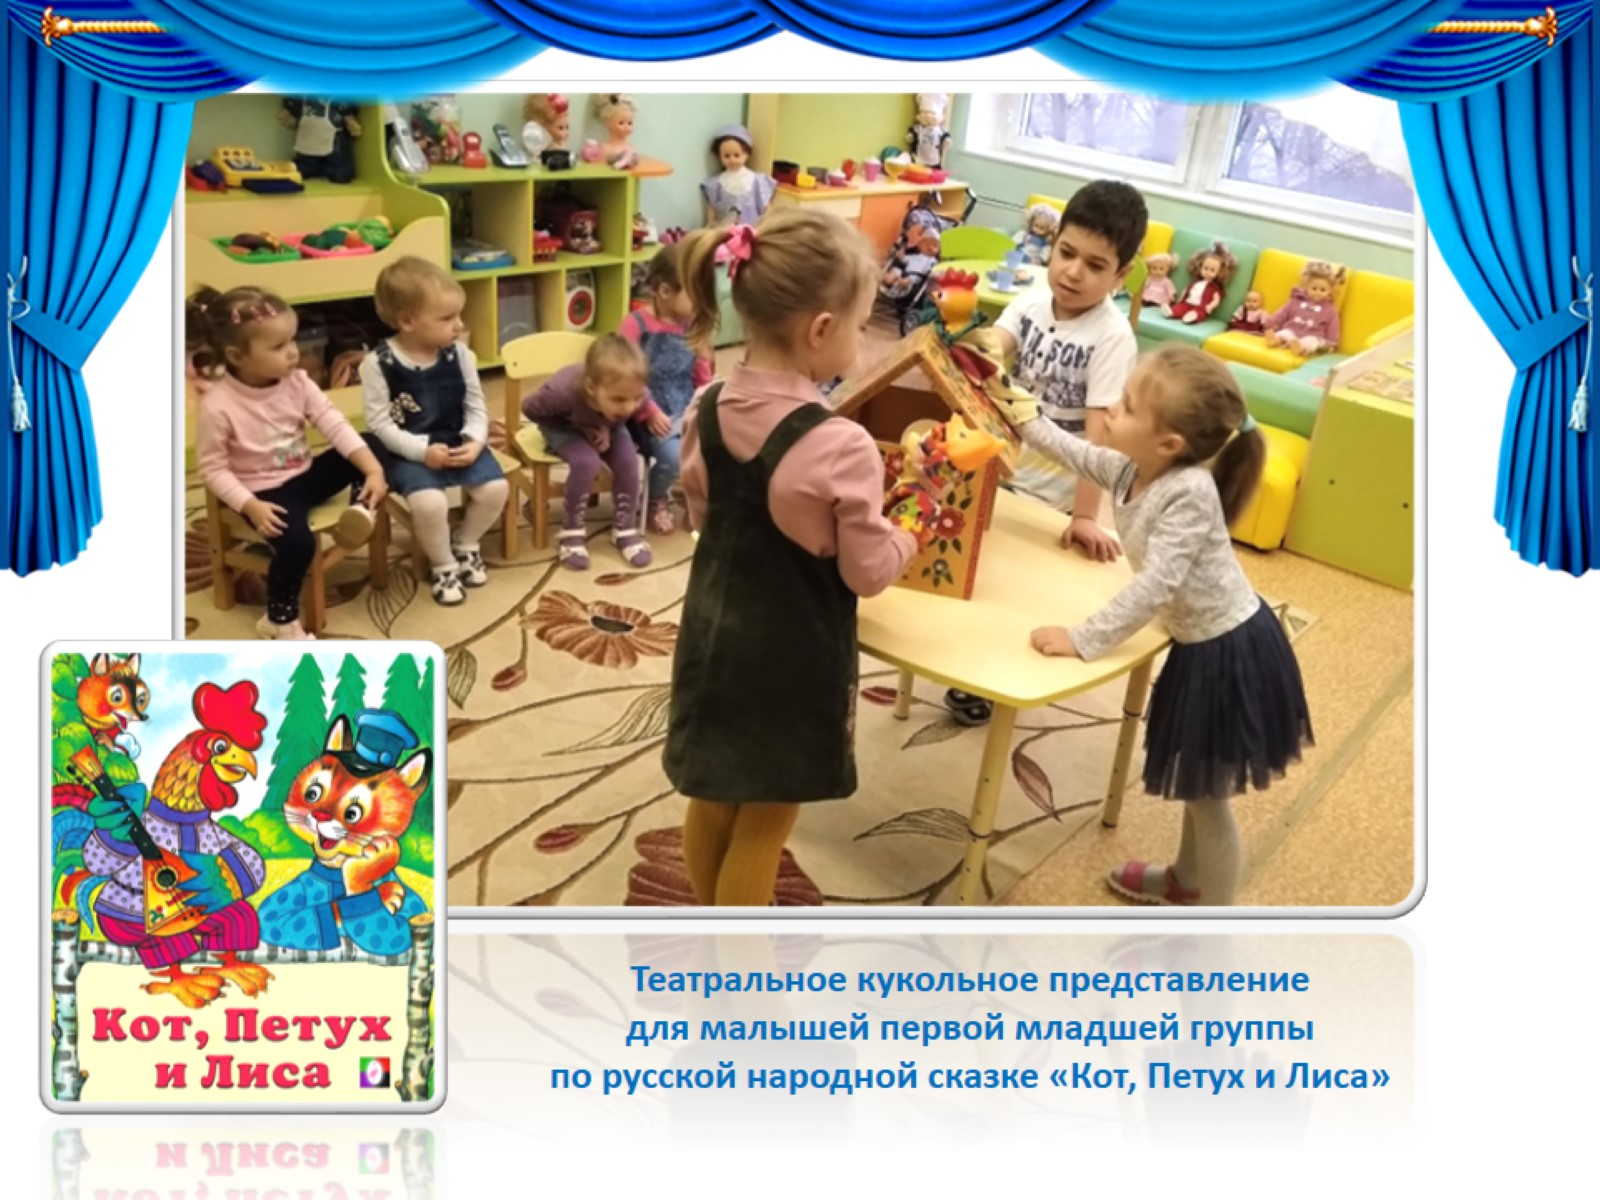 Кот, Петух
и Лиса
Театральное кукольное представление
для малышей первой младшей группы
по русской народной сказке «Кот, Петух и Лиса»